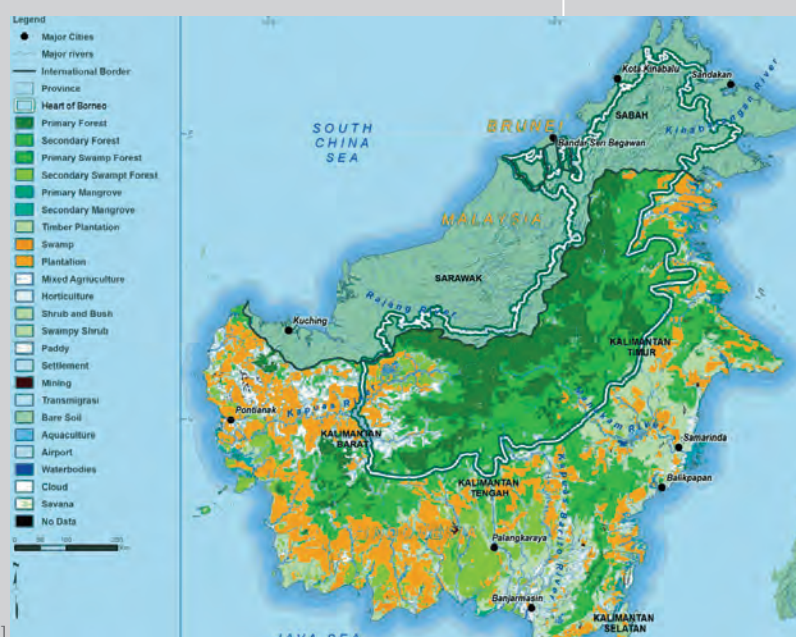 Legend
Major Cities
Major rivers
International Border
Province
Heart of Borneo
Primary Forest
Secondary Forest
Primary Swamp Forest
Secondary Swampt Forest
Primary Mangrove
Secondary Mangrove
Timber Plantation
Swamp
Plantation
Mixed Agriuculture
Horticulture
Shrub and Bush
Swampy Shrub
Paddy
Settlement
Mining
Transmigrasi
Bare Soil
Aquaculture
Airport
Waterbodies
Cloud
Savana
No Data
Kota Kinabalu
Sandakan
SABAH
SOUTH
CHINA
SEA
BRUNEI
Bandar Seri Begawan
MALAYSIA
SARAWAK
Rajang River
Kuching
KALIMANTAN
TIMUR
Pontianak
KALIMANTAN
BARAT
Samarinda
KALIMANTAN
TENGAH
Balikpapan
Palangkaraya
Banjarmasin
KALIMANTAN
SELATAN
JAVA SEA